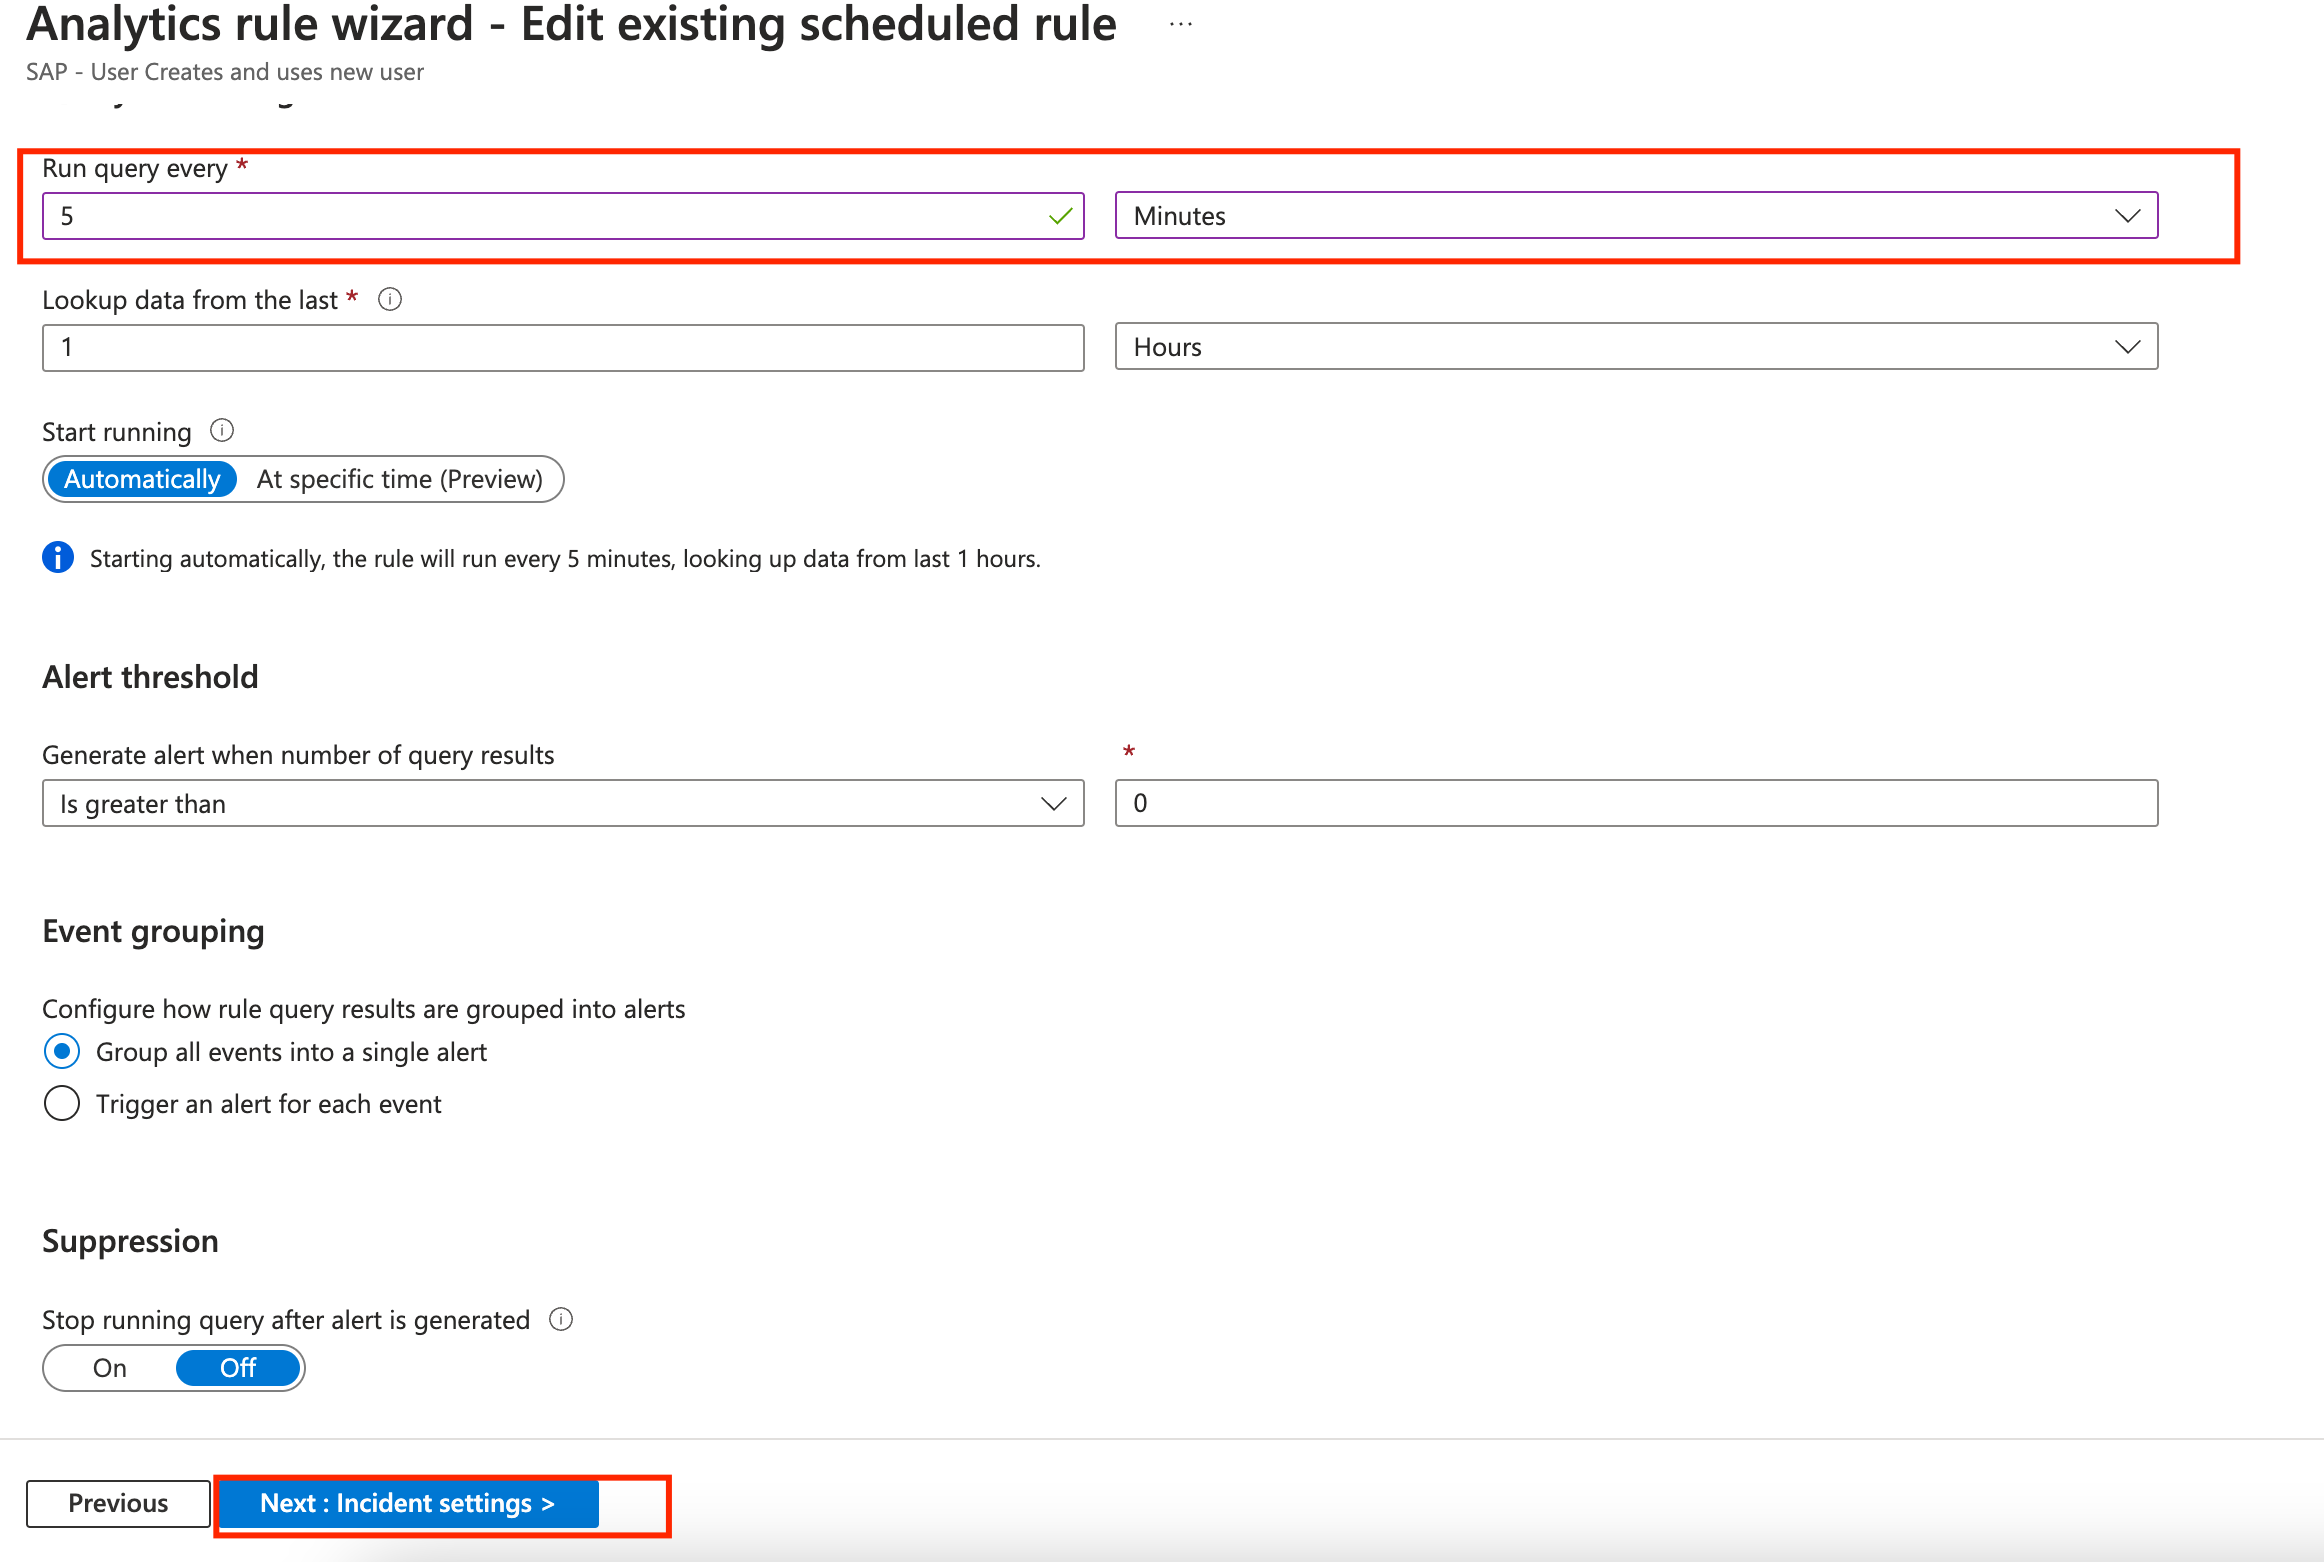 Analytics rule wizard - Edit existing scheduled rule ...
SAP - User Creates and uses new user
Run query every *
5
Minutes
Lookup data from the last *
1
Hours
Start running
Automatically At specific time (Preview)
Starting automatically, the rule will run every 5 minutes, looking up data from last 1 hours.
Alert threshold
Generate alert when number of query results
*
Is greater than
0
Event grouping
Configure how rule query results are grouped into alerts
Group all events into a single alert
Trigger an alert for each event
Suppression
Stop running query after alert is generated
On Off
Previous
Next : Incident settings >